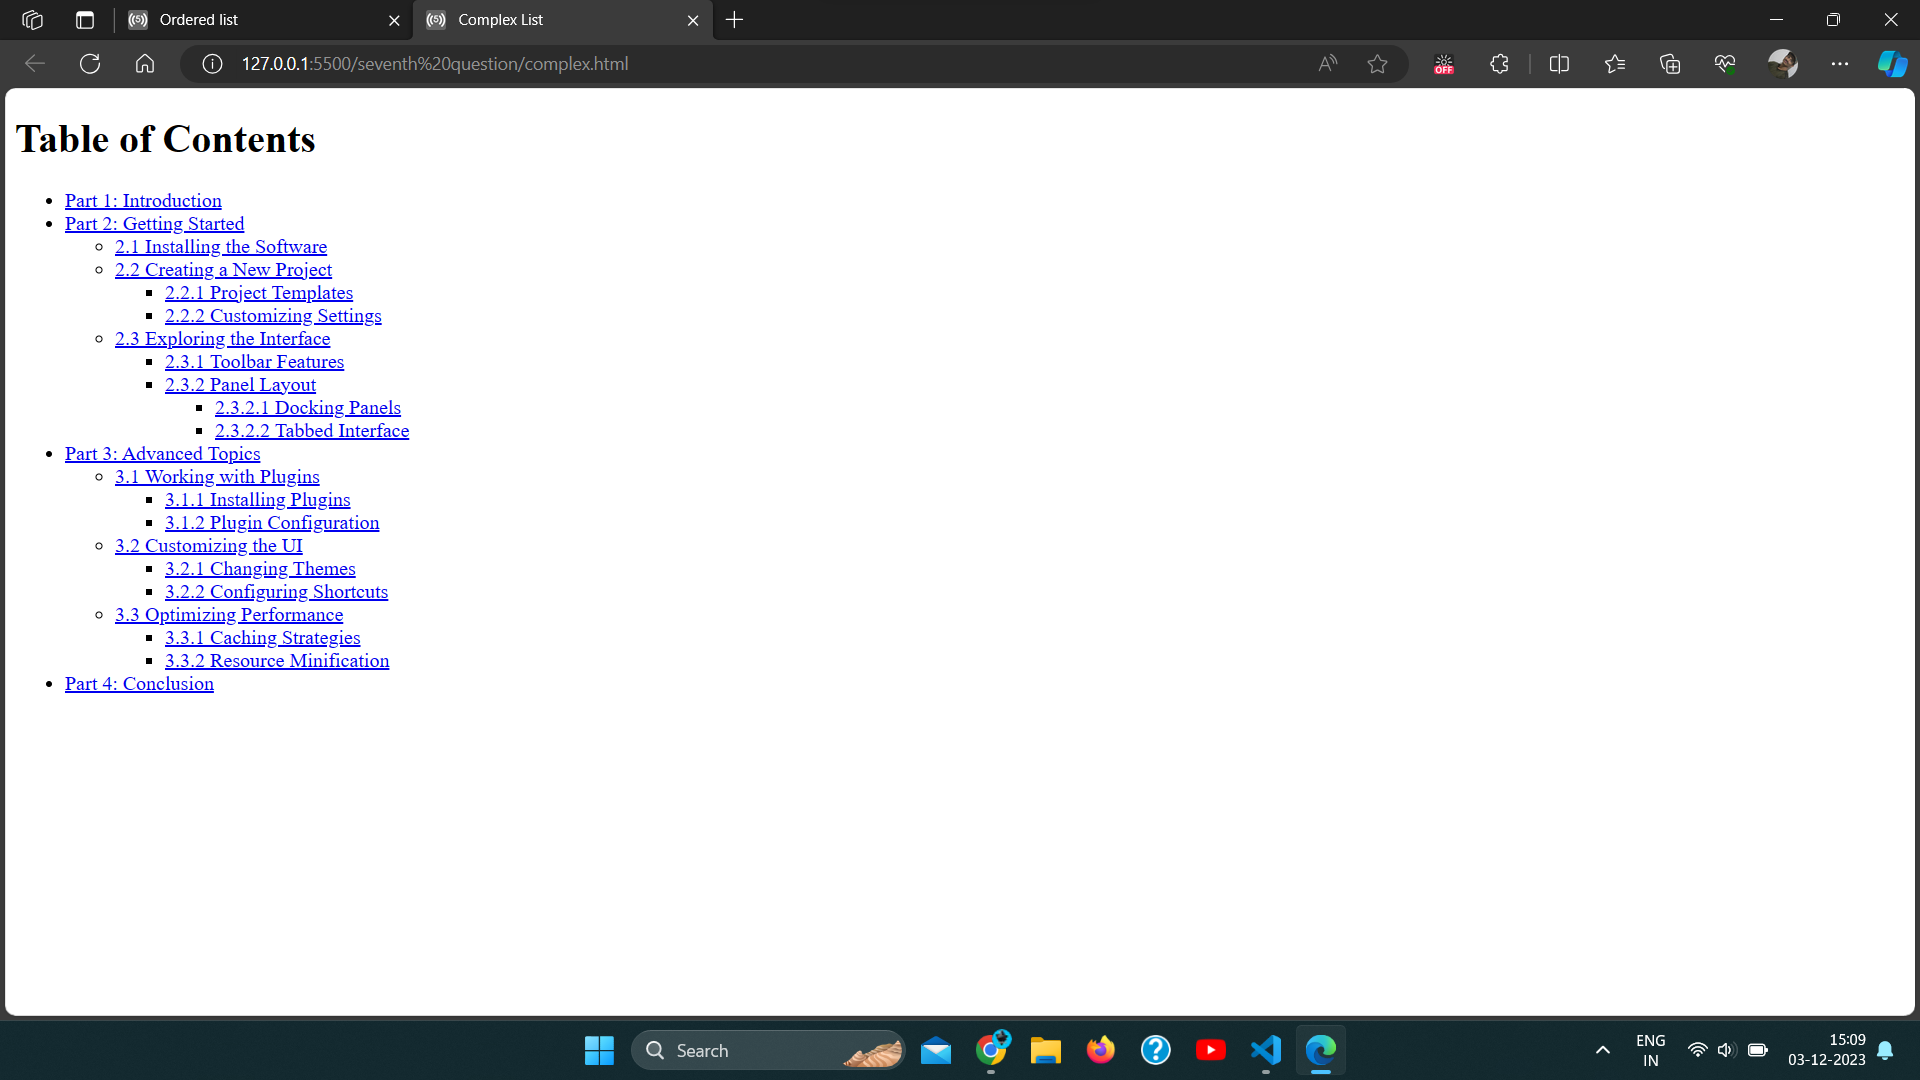 Ordered list
Complex List
127.0.0.1:5500/seventh%20question/complex.html
OFF
Table of Contents
Part 1: Introduction
Part 2: Getting Started
2.1 Installing the Software
2.2 Creating a New Project
2.2.1 Project Templates
2.2.2 Customizing Settings
2.3 Exploring the Interface
2.3.1 Toolbar Features
2.3.2 Panel Layout
2.3.2.1 Docking Panels
2.3.2.2 Tabbed Interface
Part 3: Advanced Topics
3.1 Working with Plugins
3.1.1 Installing Plugins
3.1.2 Plugin Configuration
3.2 Customizing the UI
3.2.1 Changing Themes
3.2.2 Configuring Shortcuts
3.3 Optimizing Performance
3.3.1 Caching Strategies
3.3.2 Resource Minification
Part 4: Conclusion
Search
ENG
IN
15:09
03-12-2023